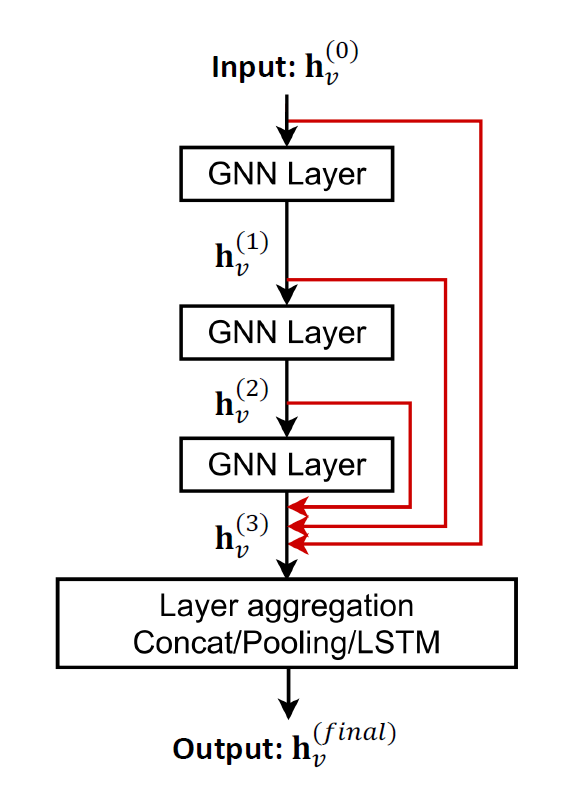 Input: h_v^(0)
GNN Layer
h_v^(1)
GNN Layer
h_v^(2)
GNN Layer
h_v^(3)
Layer aggregation
Concat/Pooling/LSTM
Output: h_v^(final)